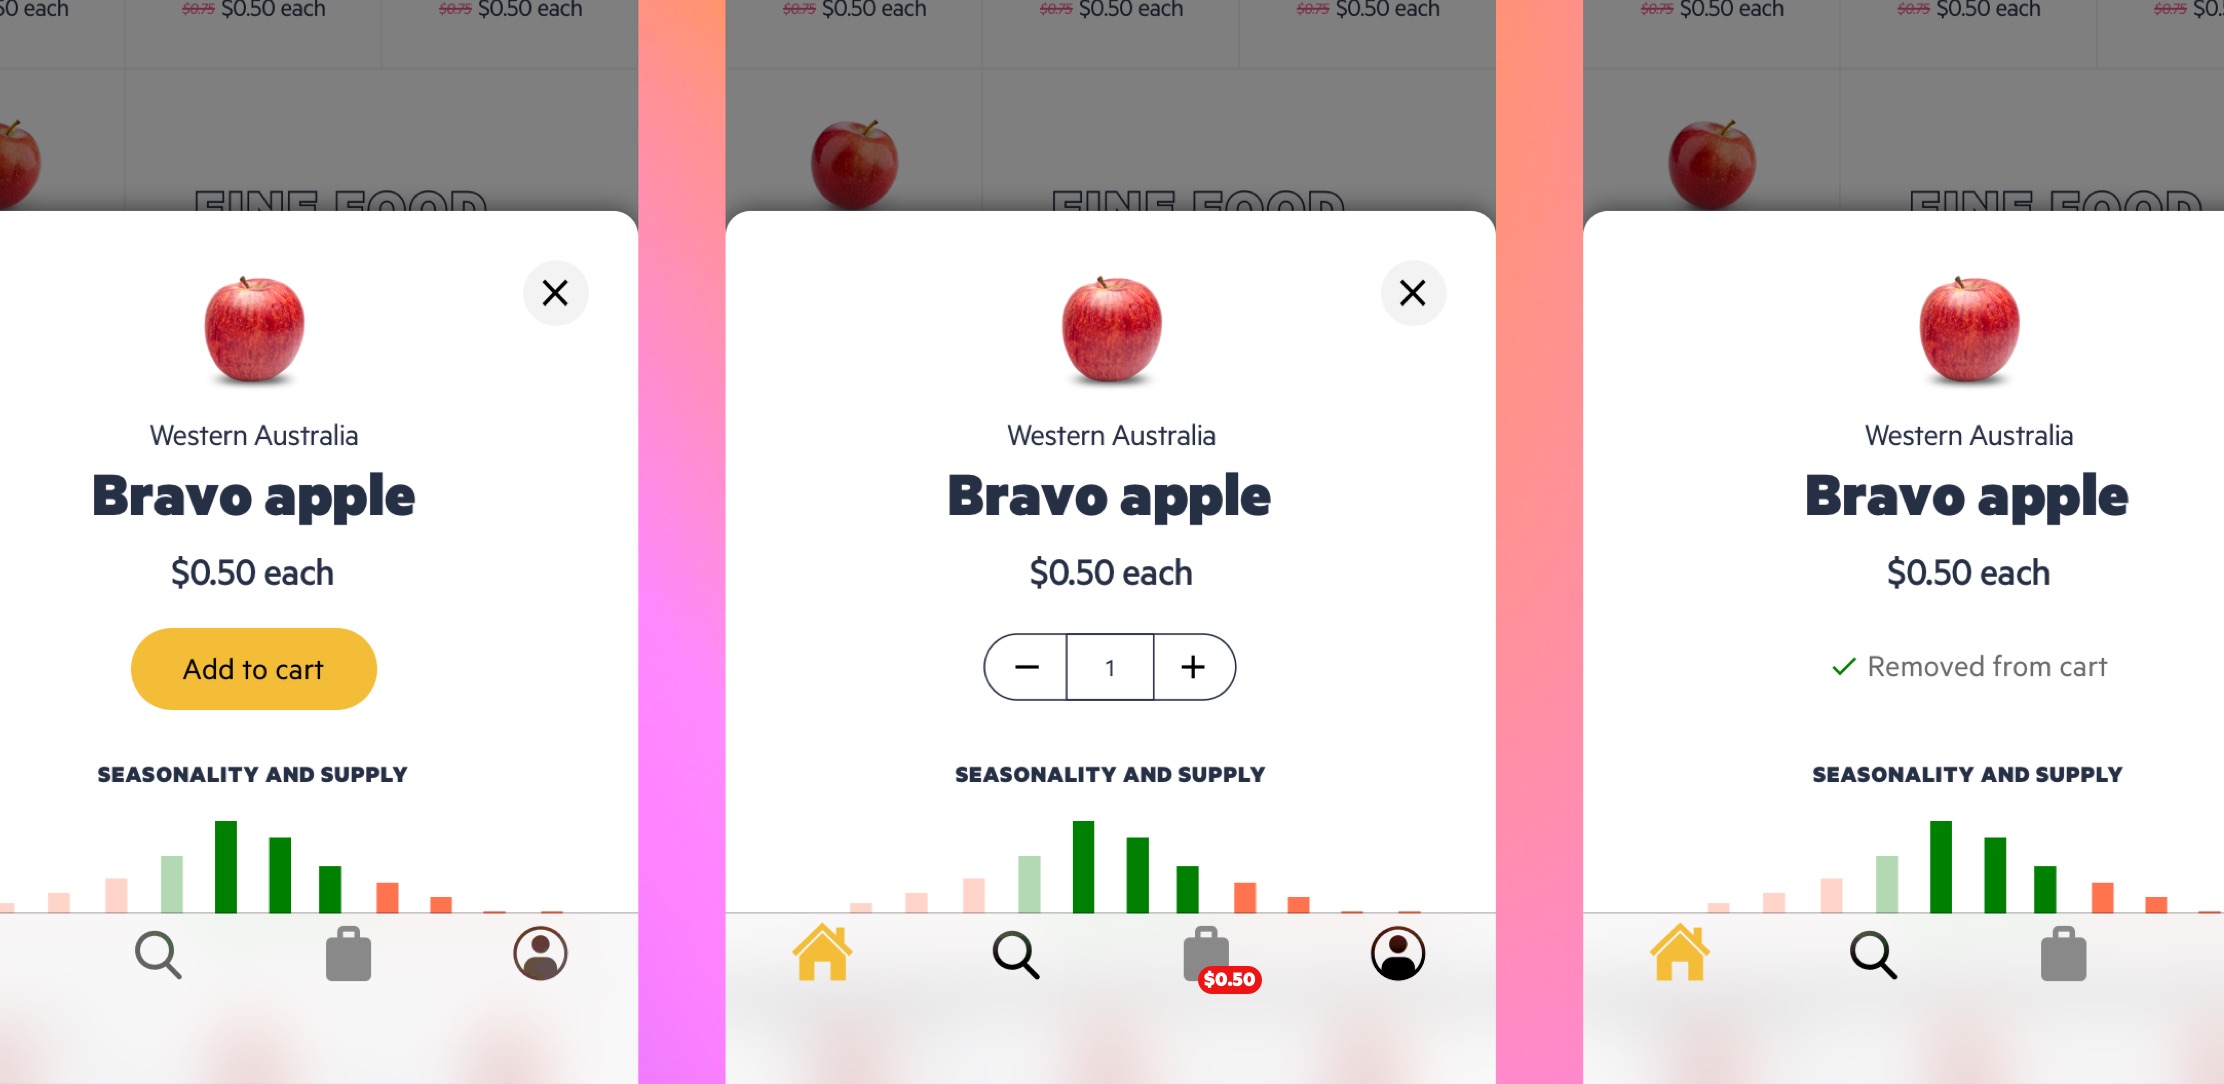 50 each
$0.75 $0.50 each
$0.75 $0.50 each
FINE FOOD
Western Australia
Bravo apple
$0.50 each
Add to cart
SEASONALITY AND SUPPLY
$0.75 $0.50 each
$0.75 $0.50 each
$0.75 $0.50 each
FINE FOOD
Western Australia
Bravo apple
$0.50 each
1
SEASONALITY AND SUPPLY
$0.50
$0.75 $0.50 each
$0.75 $0.50 each
$0.75 $0.
FINE FOOD
Western Australia
Bravo apple
$0.50 each
Removed from cart
SEASONALITY AND SUPPLY